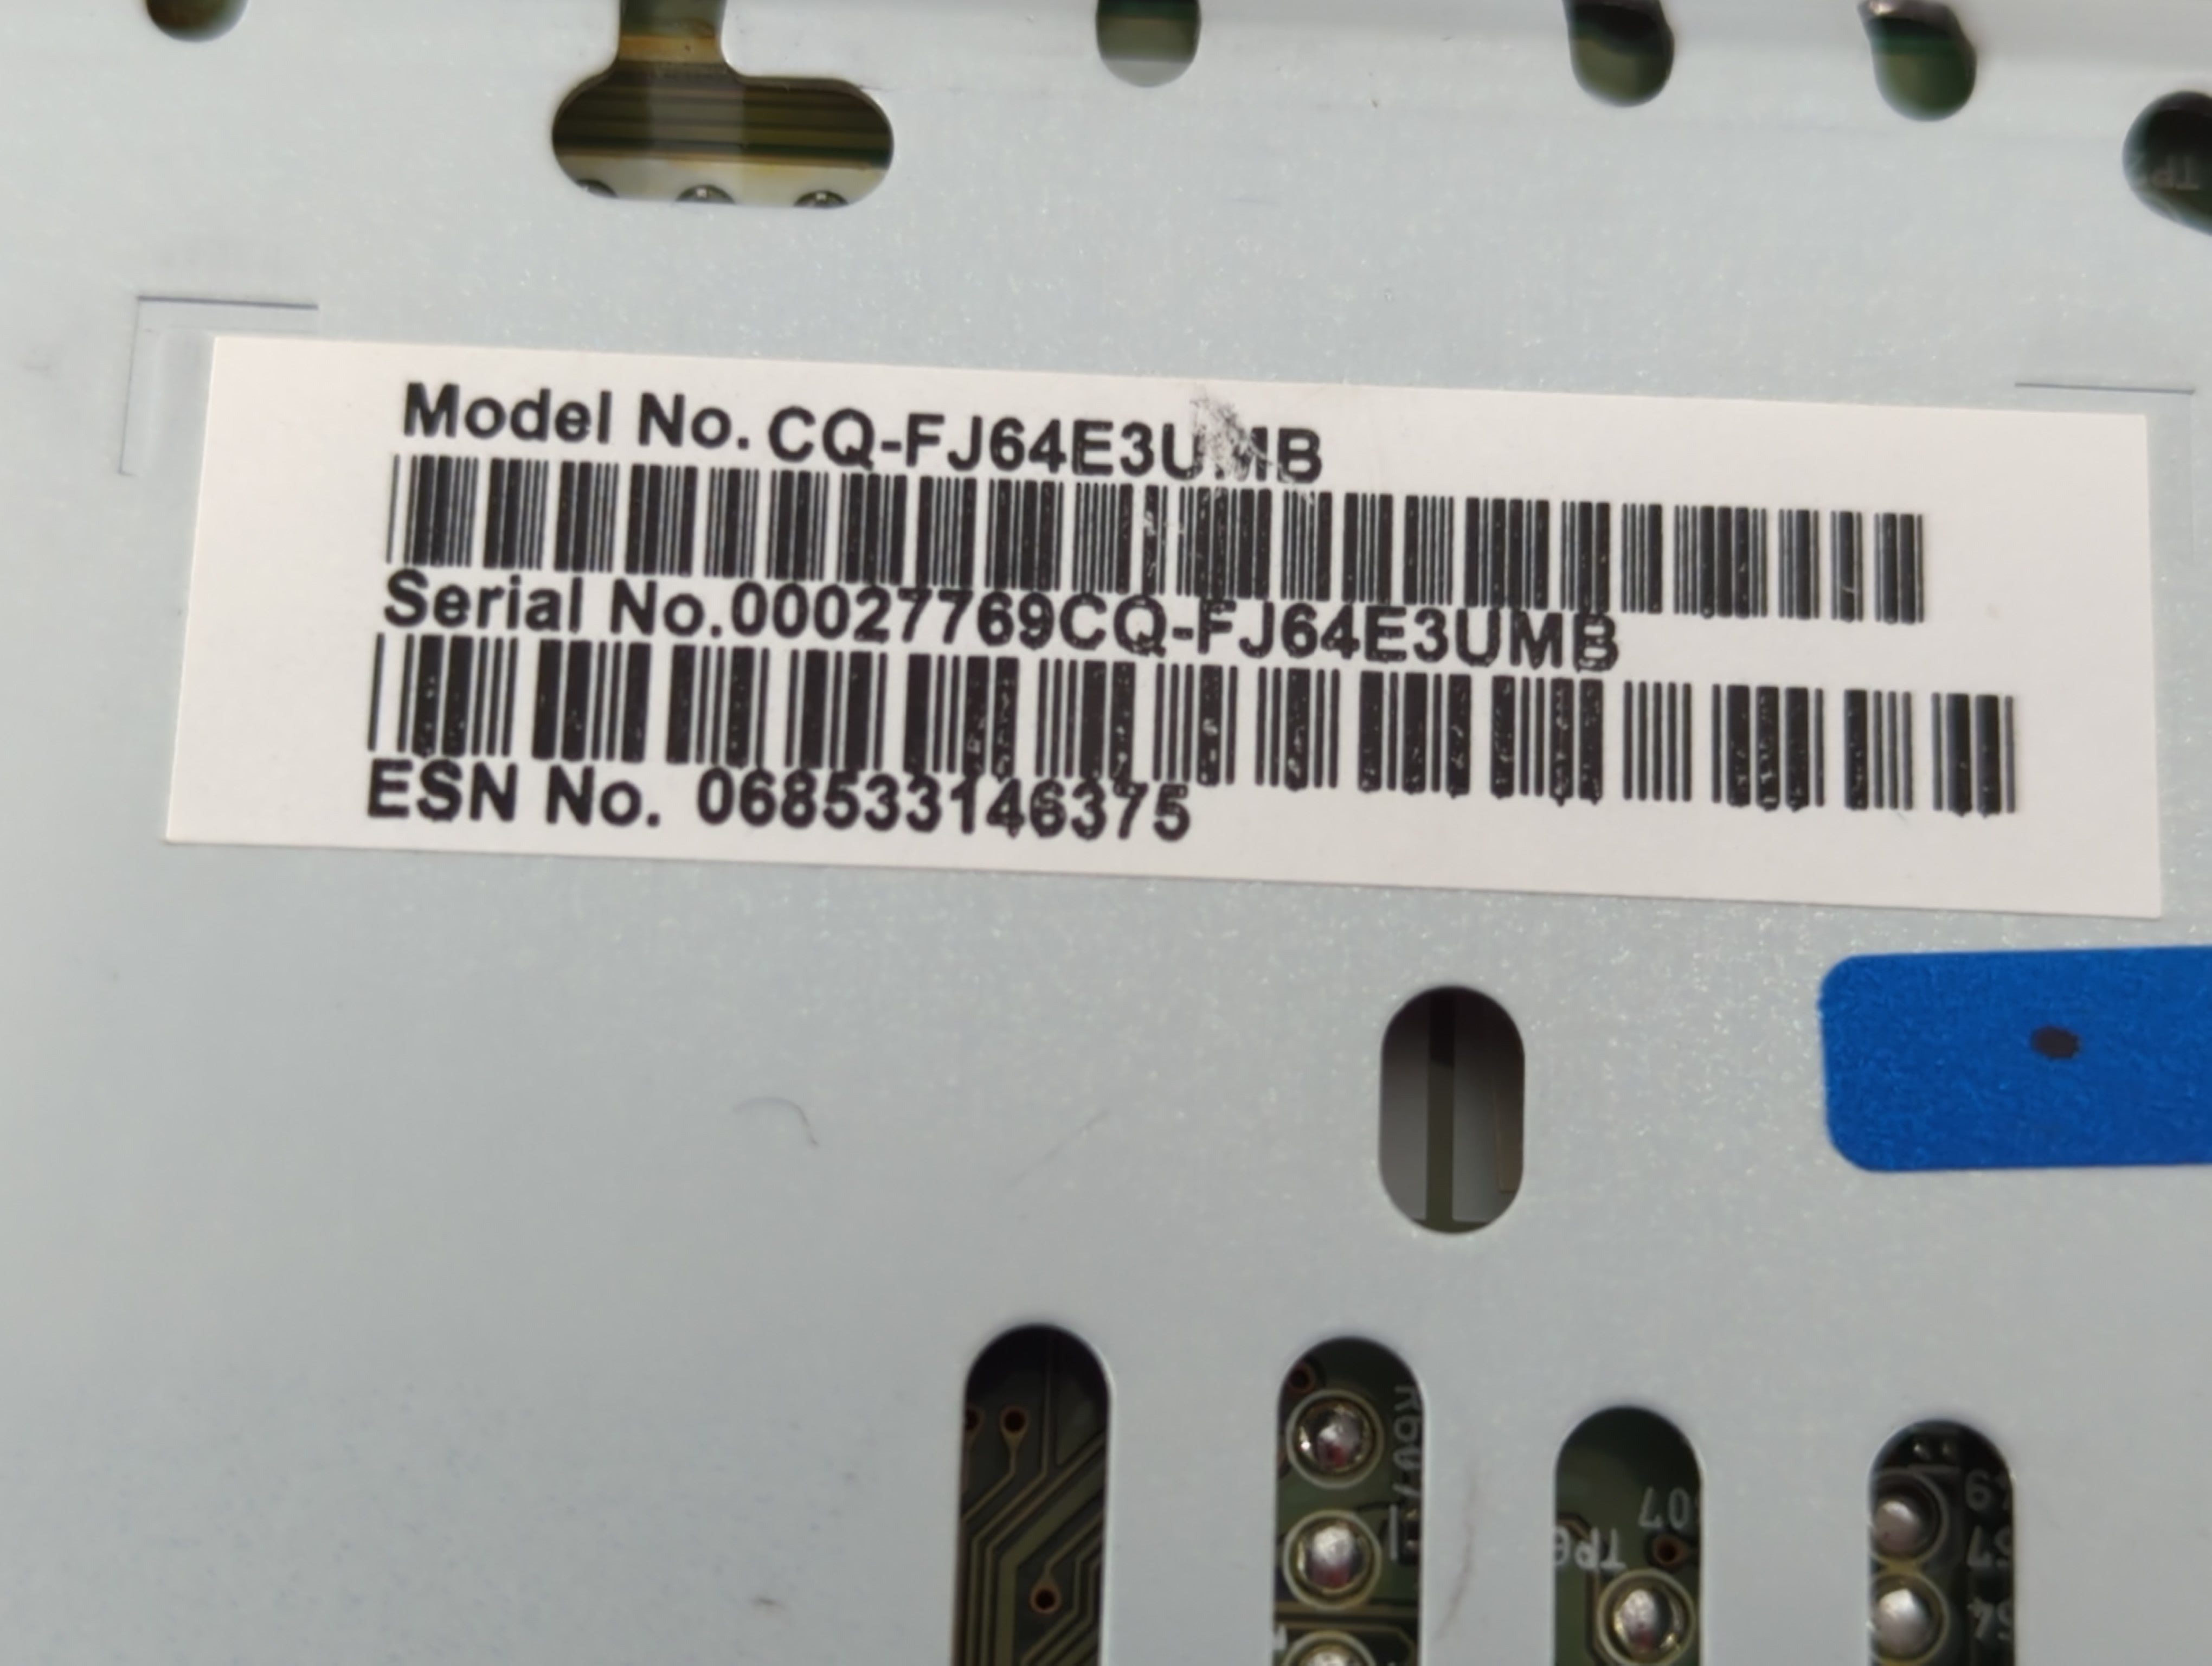 Model No. CQ-FJ64E3UMB
Serial No.00027769CQ-FJ64E3UMB
ESN No. 068533146375